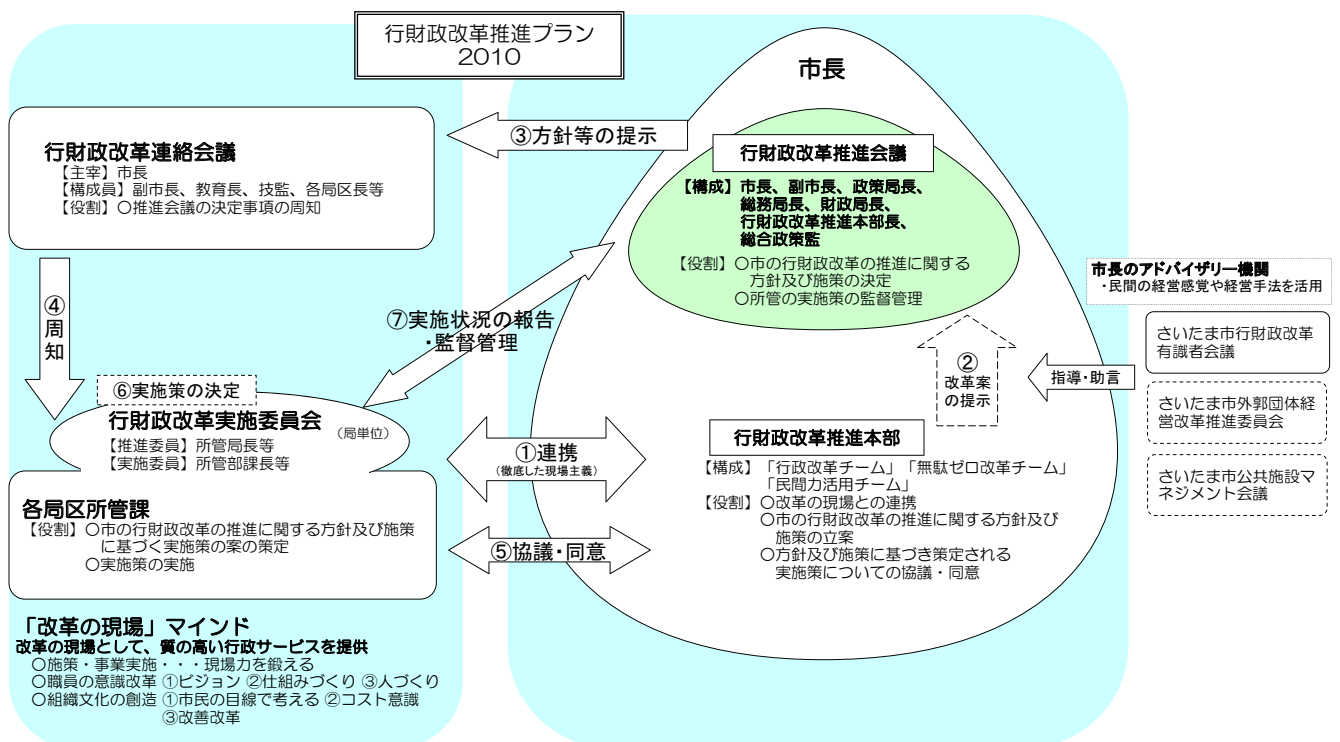 行財政改革推進プラン
2010
市長
③方針等の提示
行財政改革連絡会議
【主宰】市長
【構成員】副市長、教育長、技監、各局区長等
【役割】○推進会議の決定事項の周知
行財政改革推進会議
【構成】市長、副市長、政策局長、
総務局長、財政局長、
行財政改革推進本部長、
総合政策監
【役割】○市の行財政改革の推進に関する
方針及び施策の決定
○所管の実施策の監督管理
市長のアドバイザリー機関
・民間の経営感覚や経営手法を活用
さいたま市行財政改革
有識者会議
さいたま市外郭団体経
営改革推進委員会
さいたま市公共施設マ
ネジメント会議
指導・助言
②
改革案
の提示
④
周
知
⑦実施状況の報告
・監督管理
⑥実施策の決定
行財政改革実施委員会
(局単位)
【推進委員】所管局長等
【実施委員】所管部課長等
①連携
(徹底した現場主義)
行財政改革推進本部
【構成】「行政改革チーム」「無駄ゼロ改革チーム」
「民間力活用チーム」
【役割】○改革の現場との連携
○市の行財政改革の推進に関する方針及び
施策の立案
○方針及び施策に基づき策定される
実施策についての協議・同意
各局区所管課
【役割】○市の行財政改革の推進に関する方針及び施策
に基づく実施策の案の策定
○実施策の実施
⑤協議・同意
「改革の現場」マインド
改革の現場として、質の高い行政サービスを提供
○施策・事業実施・・・現場力を鍛える
○職員の意識改革 ①ビジョン ②仕組みづくり ③人づくり
○組織文化の創造 ①市民の目線で考える ②コスト意識
③改善改革